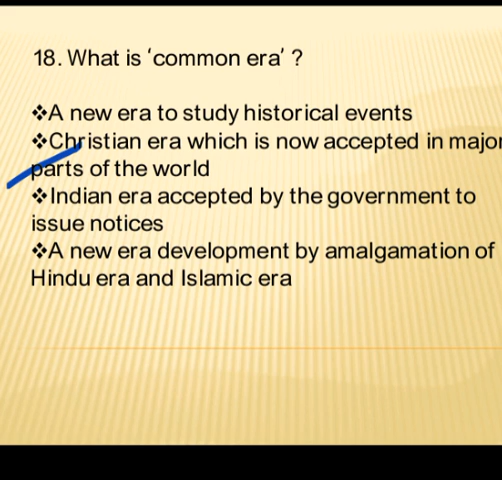 18. What is ‘common era’ ?
❖A new era to study historical events
❖Christian era which is now accepted in major
parts of the world
❖Indian era accepted by the government to
issue notices
❖A new era development by amalgamation of
Hindu era and Islamic era